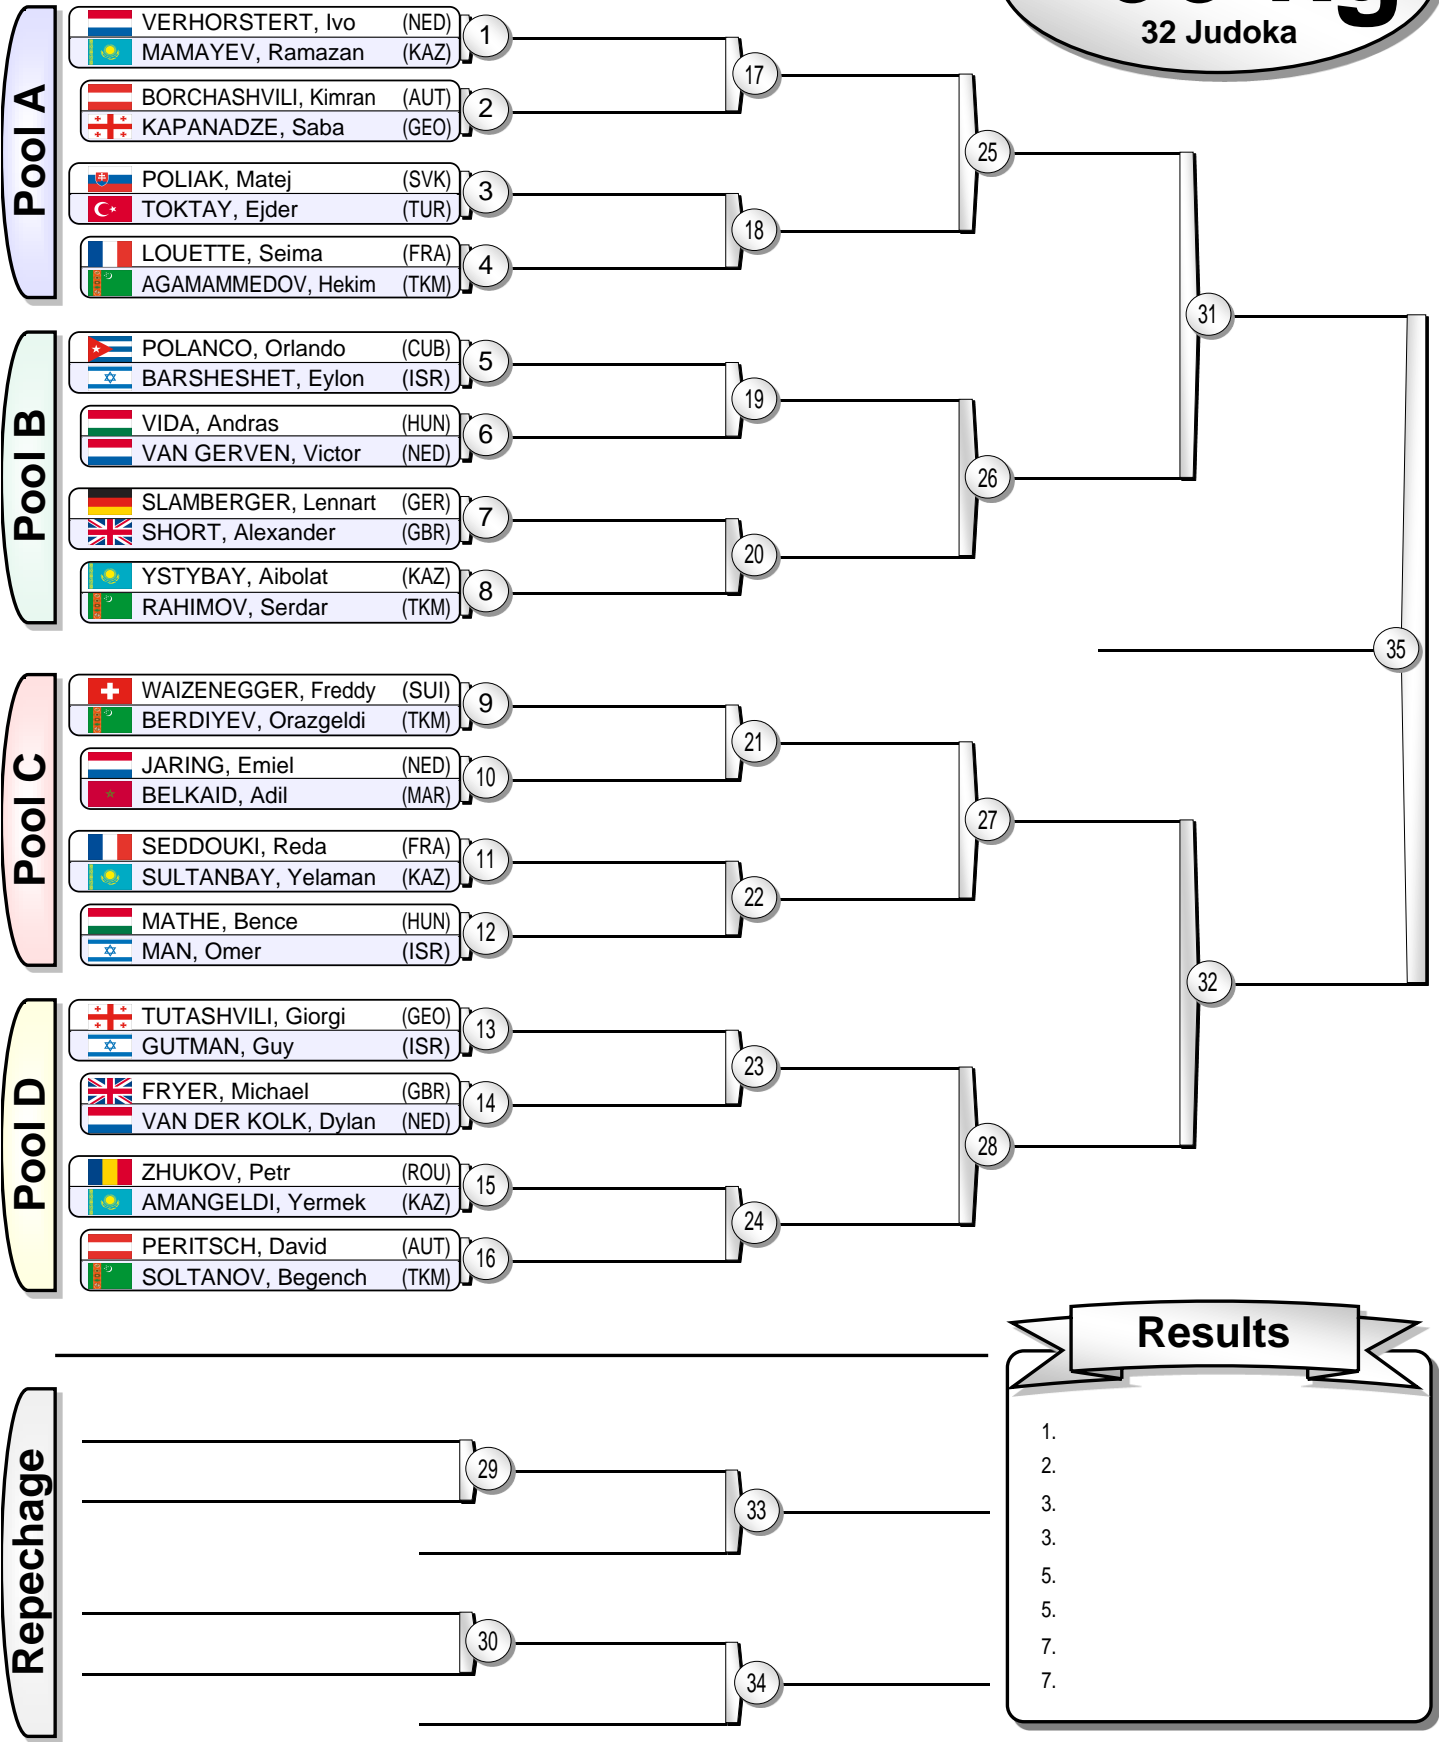 32 Judoka
Pool A
VERHORSTERT, Ivo (NED)
MAMAYEV, Ramazan (KAZ)
1
BORCHASHVILI, Kimran (AUT)
KAPANADZE, Saba (GEO)
2
POLIAK, Matej (SVK)
TOKTAY, Ejder (TUR)
3
LOUETTE, Seima (FRA)
AGAMAMMEDOV, Hekim (TKM)
4
17
18
25
Pool B
POLANCO, Orlando (CUB)
BARSHESHET, Eylon (ISR)
5
VIDA, Andras (HUN)
VAN GERVEN, Victor (NED)
6
SLAMBERGER, Lennart (GER)
SHORT, Alexander (GBR)
7
YSTYBAY, Aibolat (KAZ)
RAHIMOV, Serdar (TKM)
8
19
20
26
31
35
Pool C
WAIZENEGGER, Freddy (SUI)
BERDIYEV, Orazgeldi (TKM)
9
JARING, Emiel (NED)
BELKAID, Adil (MAR)
10
SEDDOUKI, Reda (FRA)
SULTANBAY, Yelaman (KAZ)
11
MATHE, Bence (HUN)
MAN, Omer (ISR)
12
21
22
27
Pool D
TUTASHVILI, Giorgi (GEO)
GUTMAN, Guy (ISR)
13
FRYER, Michael (GBR)
VAN DER KOLK, Dylan (NED)
14
ZHUKOV, Petr (ROU)
AMANGELDI, Yermek (KAZ)
15
PERITSCH, David (AUT)
SOLTANOV, Begench (TKM)
16
23
24
28
32
Repechage
29
33
30
34
Results
1.
2.
3.
3.
5.
5.
7.
7.